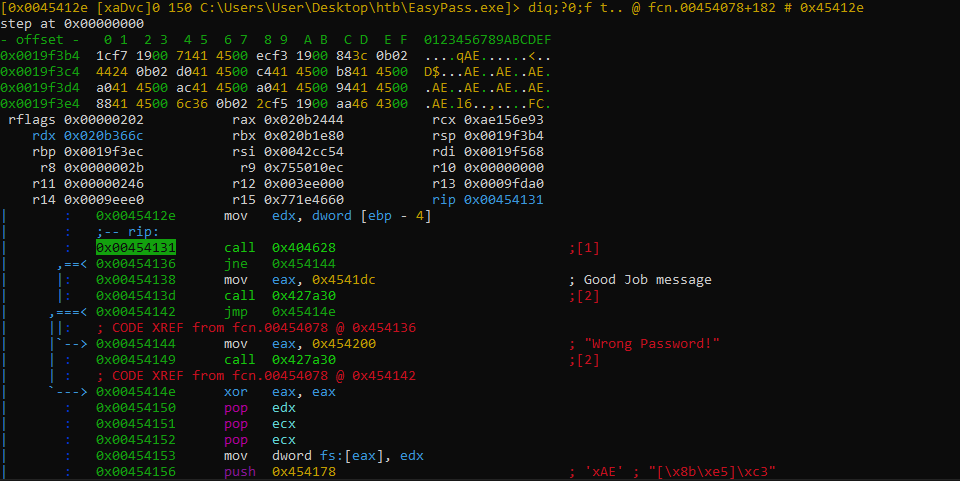 [0x0045412e [xaDvc]0 150 C:\Users\User\Desktop\htb\EasyPass.exe]> diq;?0;f t.. @ fcn.00454078+182 # 0x45412e
step at 0x00000000
- offset -   0 1  2 3  4 5  6 7  8 9  A B  C D  E F  0123456789ABCDEF
0x0019f3b4  1cf7 1900 7141 4500 ecf3 1900 843c 0b02  ....qAE......<..
0x0019f3c4  4424 0b02 d041 4500 c441 4500 b841 4500  D$...AE..AE..AE.
0x0019f3d4  a041 4500 ac41 4500 a041 4500 9441 4500  .AE..AE..AE..AE.
0x0019f3e4  8841 4500 6c36 0b02 2cf5 1900 aa46 4300  .AE.l6..,....FC.
rflags 0x00000202 rax 0x020b2444 rcx 0xae156e93
rdx 0x020b366c rbx 0x020b1e80 rsp 0x0019f3b4
rbp 0x0019f3ec rsi 0x0042cc54 rdi 0x0019f568
r8 0x0000002b r9 0x755010ec r10 0x00000000
r11 0x00000246 r12 0x003ee000 r13 0x0009fda0
r14 0x0009eee0 r15 0x771e4660 rip 0x00454131
|       :   0x0045412e      mov   edx, dword [ebp - 4]
|       :   ;-- rip:
|       :   0x00454131      call  0x404628      ;[1]
|      ,==< 0x00454136      jne   0x454144
|      |:   0x00454138      mov   eax, 0x4541dc      ; Good Job message
|      |:   0x0045413d      call  0x427a30      ;[2]
|     ,===< 0x00454142      jmp   0x45414e
|     ||:   ; CODE XREF from fcn.00454078 @ 0x454136
|     |`--> 0x00454144      mov   eax, 0x454200      ; "Wrong Password!"
|     | :   0x00454149      call  0x427a30      ;[2]
|     | :   ; CODE XREF from fcn.00454078 @ 0x454142
|     `---> 0x0045414e      xor   eax, eax
|       :   0x00454150      pop   edx
|       :   0x00454151      pop   ecx
|       :   0x00454152      pop   ecx
|       :   0x00454153      mov   dword fs:[eax], edx
|       :   0x00454156      push  0x454178      ; 'xAE' ; "[\x8b\xe5]\xc3"